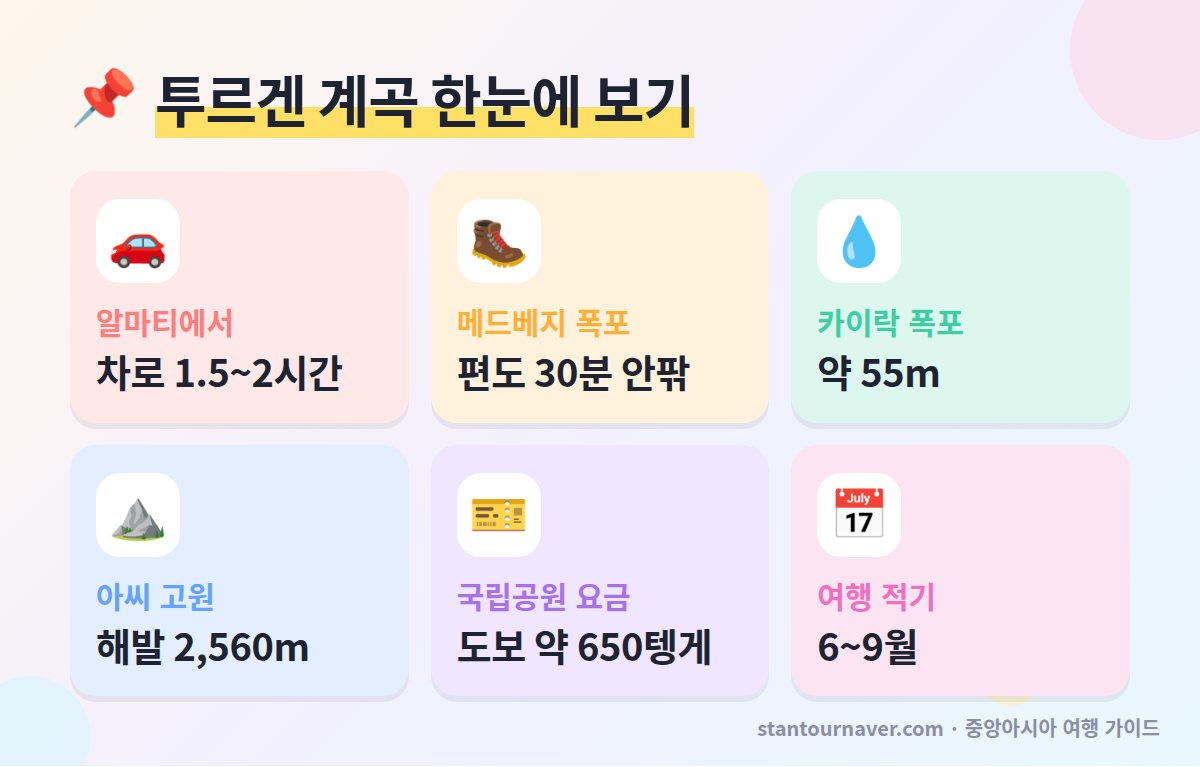 투르겐 계곡 한눈에 보기
알마티에서
차로 1.5~2시간
메드베지 폭포
편도 30분 안팎
카이락 폭포
약 55m
아씨 고원
해발 2,560m
국립공원 요금
도보 약 650텡게
July
17
여행 적기
6~9월
stantournaver.com · 중앙아시아 여행 가이드